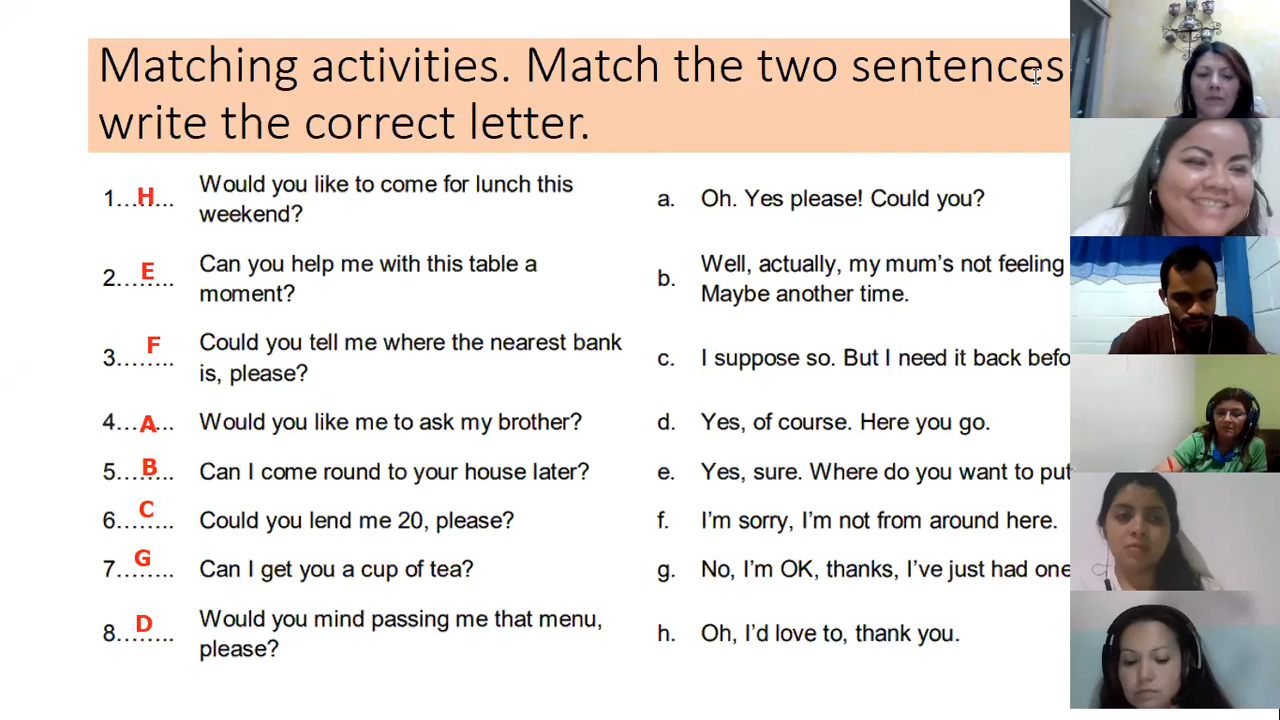 Matching activities. Match the two sentences
write the correct letter.
1....H.... Would you like to come for lunch this
weekend?
a. Oh. Yes please! Could you?
2....E.... Can you help me with this table a
moment?
b. Well, actually, my mum's not feeling
Maybe another time.
3....F.... Could you tell me where the nearest bank
is, please?
c. I suppose so. But I need it back befo
4....A.... Would you like me to ask my brother?
d. Yes, of course. Here you go.
5....B.... Can I come round to your house later?
e. Yes, sure. Where do you want to put
6....C.... Could you lend me 20, please?
f. I'm sorry, I'm not from around here.
7....G.... Can I get you a cup of tea?
g. No, I'm OK, thanks, I've just had one
8....D.... Would you mind passing me that menu,
please?
h. Oh, I'd love to, thank you.